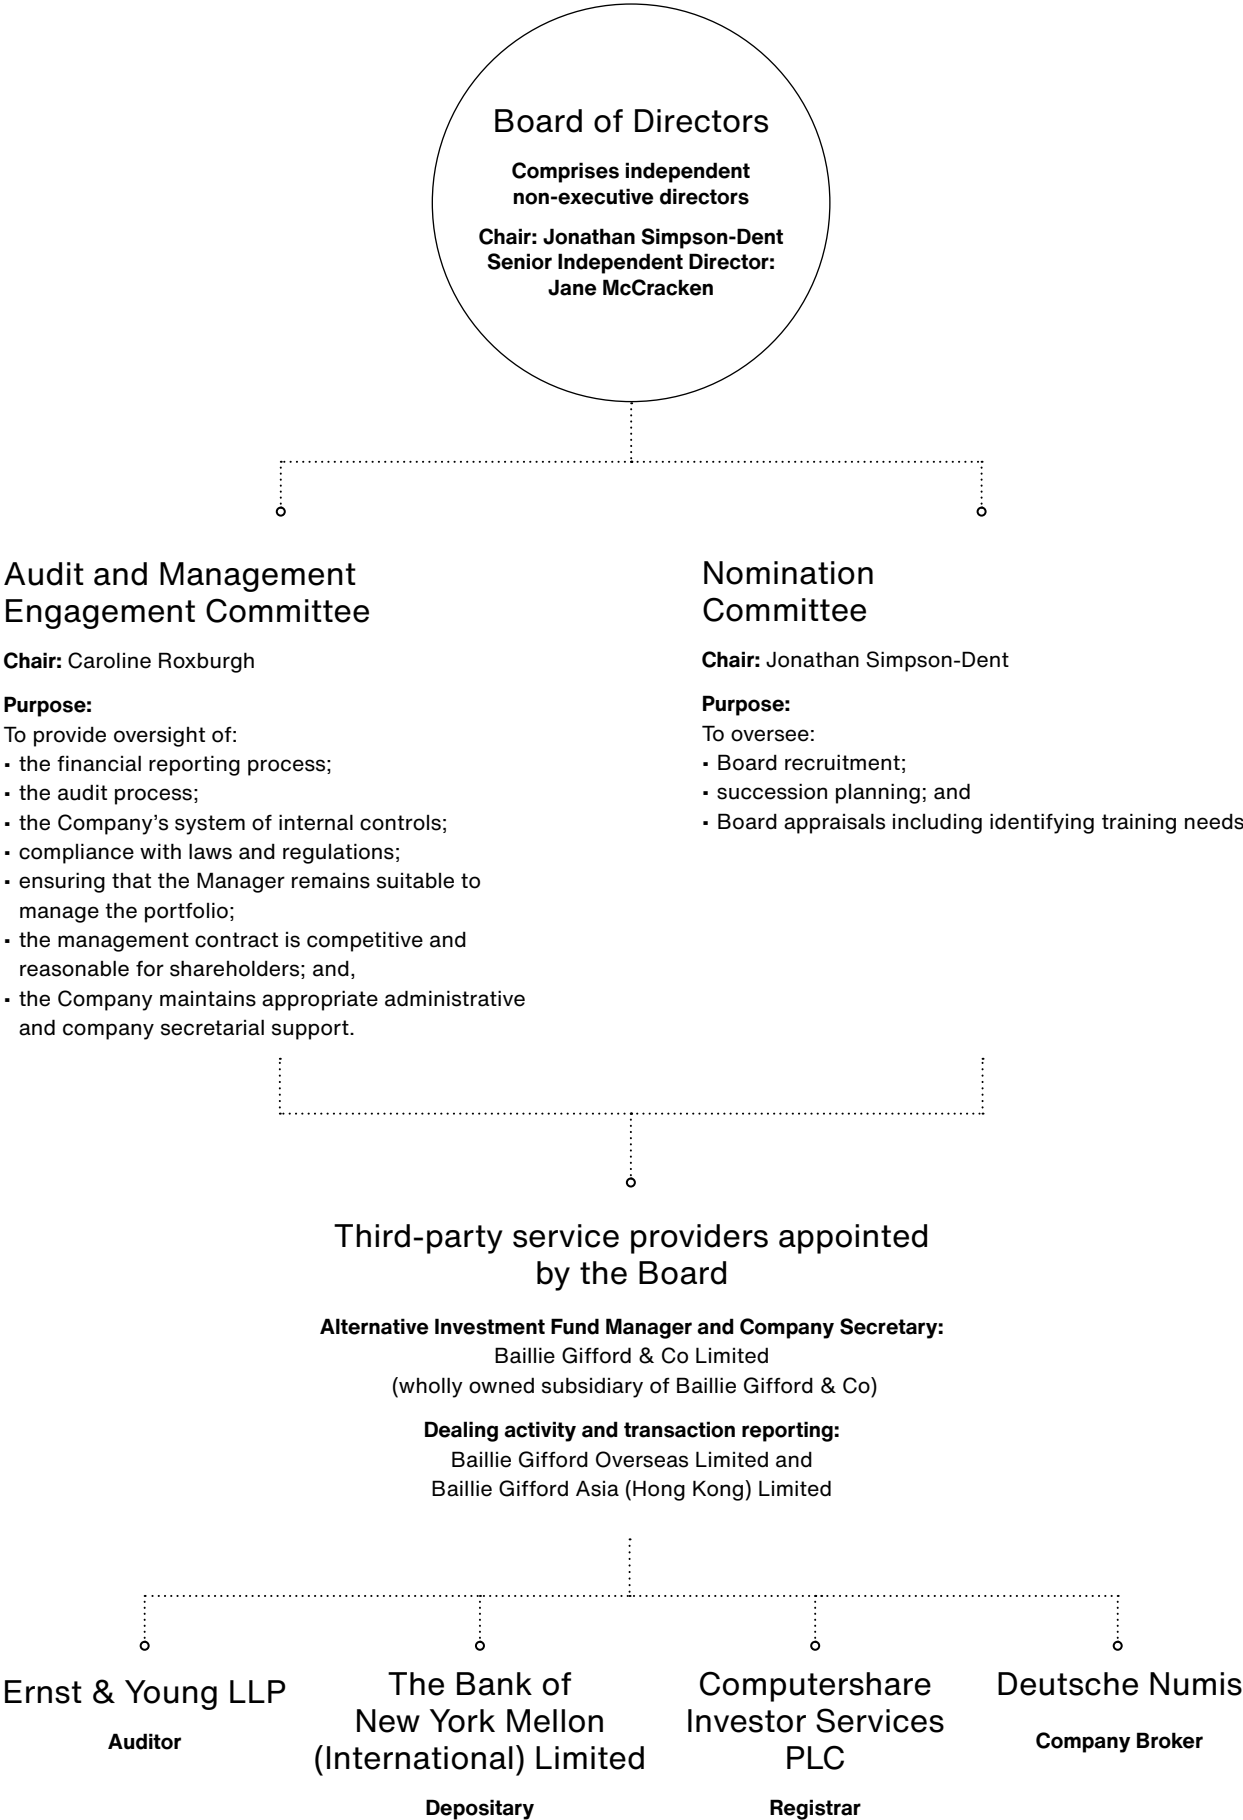 Board of Directors
Comprises independent
non-executive directors
Chair: Jonathan Simpson-Dent
Senior Independent Director:
Jane McCracken
Audit and Management
Engagement Committee
Chair: Caroline Roxburgh
Purpose:
To provide oversight of:
▪ the financial reporting process;
▪ the audit process;
▪ the Company’s system of internal controls;
▪ compliance with laws and regulations;
▪ ensuring that the Manager remains suitable to
manage the portfolio;
▪ the management contract is competitive and
reasonable for shareholders; and,
▪ the Company maintains appropriate administrative
and company secretarial support.
Nomination
Committee
Chair: Jonathan Simpson-Dent
Purpose:
To oversee:
▪ Board recruitment;
▪ succession planning; and
▪ Board appraisals including identifying training needs
Third-party service providers appointed
by the Board
Alternative Investment Fund Manager and Company Secretary:
Baillie Gifford & Co Limited
(wholly owned subsidiary of Baillie Gifford & Co)
Dealing activity and transaction reporting:
Baillie Gifford Overseas Limited and
Baillie Gifford Asia (Hong Kong) Limited
Ernst & Young LLP
Auditor
The Bank of
New York Mellon
(International) Limited
Depositary
Computershare
Investor Services
PLC
Registrar
Deutsche Numis
Company Broker